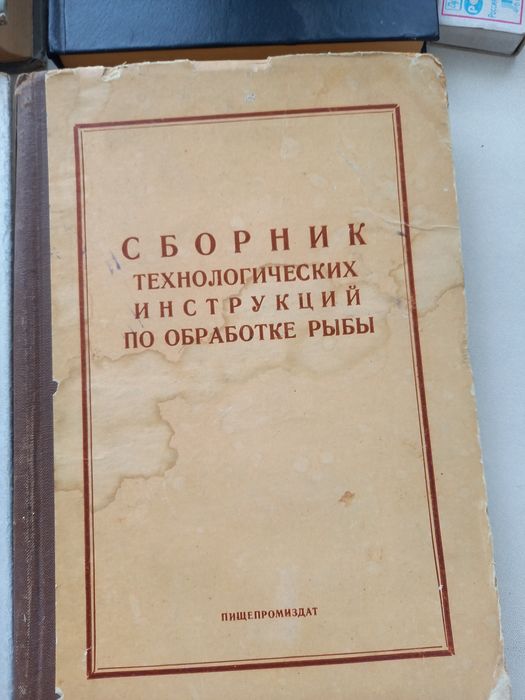 СБОРНИК
ТЕХНОЛОГИЧЕСКИХ
ИНСТРУКЦИЙ
ПО ОБРАБОТКЕ РЫБЫ
ПИЩЕПРОМИЗДАТ